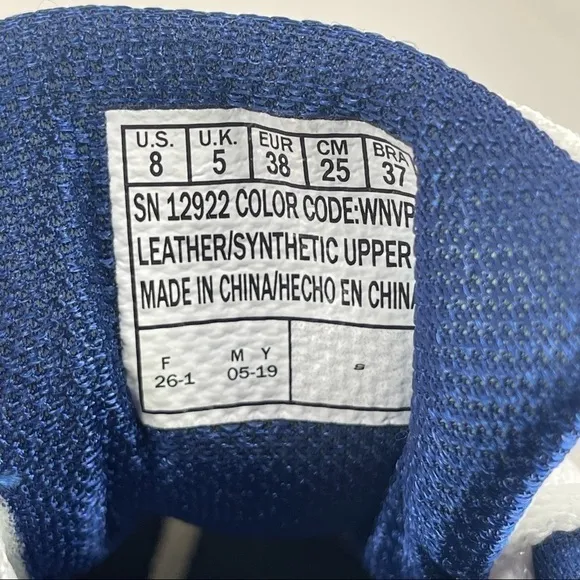 U.S. U.K. EUR CM BRA
8 5 38 25 37
SN 12922 COLOR CODE:WNVP
LEATHER/SYNTHETIC UPPER
MADE IN CHINA/HECHO EN CHINA
F M Y
26-1 05-19